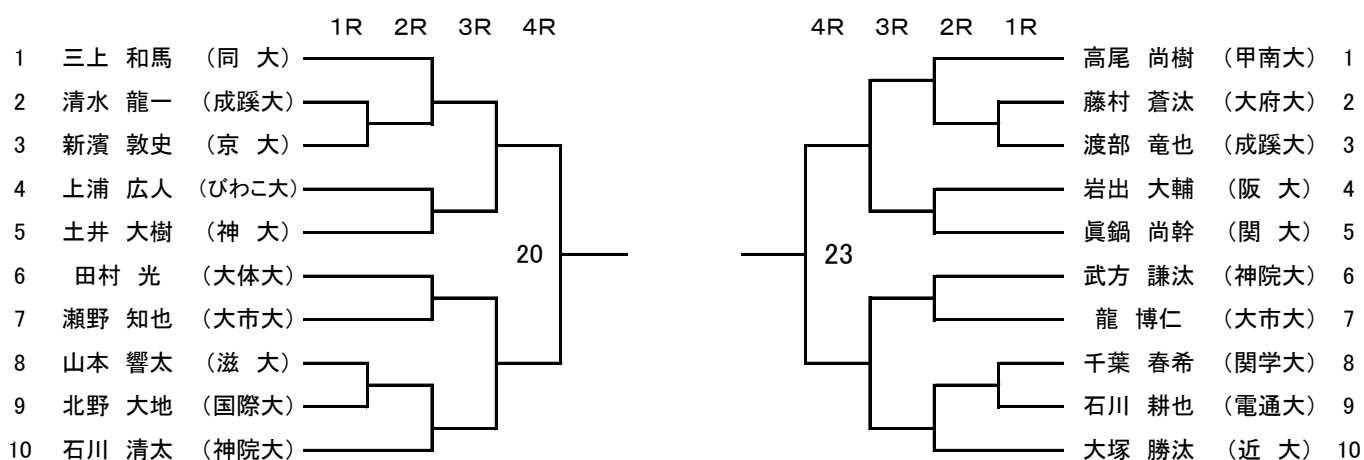 1R 2R 3R 4R
1 三上 和馬 （同 大）
2 清水 龍一 （成蹊大）
3 新濱 敦史 （京 大）
4 上浦 広人 （びわこ大）
5 土井 大樹 （神 大）
6 田村 光 （大体大）
7 瀬野 知也 （大市大）
8 山本 響太 （滋 大）
9 北野 大地 （国際大）
10 石川 清太 （神院大）
20
4R 3R 2R 1R
高尾 尚樹 （甲南大） 1
藤村 蒼汰 （大府大） 2
渡部 竜也 （成蹊大） 3
岩出 大輔 （阪 大） 4
眞鍋 尚幹 （関 大） 5
武方 謙汰 （神院大） 6
龍 博仁 （大市大） 7
千葉 春希 （関学大） 8
石川 耕也 （電通大） 9
大塚 勝汰 （近 大） 10
23